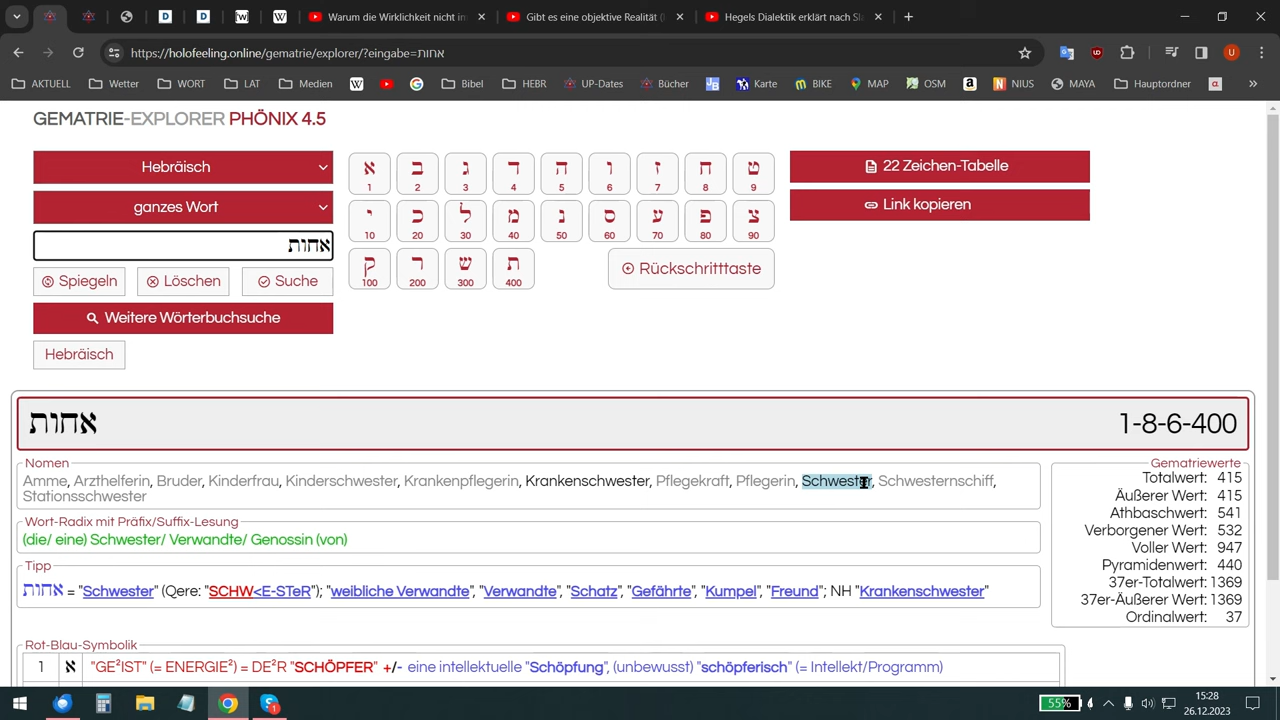 Warum die Wirklichkeit nicht in
Gibt es eine objektive Realität (
Hegels Dialektik erklärt nach Sl
https://holofeeling.online/gematrie/explorer/?eingabe=אחות
AKTUELL Wetter WORT LAT Medien Bibel HEBR UP-Dates Bücher Karte BIKE MAP OSM NIUS MAYA Hauptordner
GEMATRIE-EXPLORER PHÖNIX 4.5
Hebräisch
ganzes Wort
אחות
Spiegeln Löschen Suche
Weitere Wörterbuchsuche
Hebräisch
א ב ג ד ה ו ז ח ט
1 2 3 4 5 6 7 8 9
י כ ל מ נ ס ע פ צ
10 20 30 40 50 60 70 80 90
ק ר ש ת
100 200 300 400
Rückschritttaste
22 Zeichen-Tabelle
Link kopieren
אחות 1-8-6-400
Nomen
Amme, Arzthelferin, Bruder, Kinderfrau, Kinderschwester, Krankenpflegerin, Krankenschwester, Pflegekraft, Pflegerin, Schwester, Schwesternschiff,
Stationsschwester
Wort-Radix mit Präfix/Suffix-Lesung
(die/ eine) Schwester/ Verwandte/ Genossin (von)
Tipp
אחות = "Schwester" (Qere: "SCHW<E-STeR"); "weibliche Verwandte", "Verwandte", "Schatz", "Gefährte", "Kumpel", "Freund"; NH "Krankenschwester"
Gematriewerte
Totalwert: 415
Äußerer Wert: 415
Athbaschwert: 541
Verborgener Wert: 532
Voller Wert: 947
Pyramidenwert: 440
37er-Totalwert: 1369
37er-Äußerer Wert: 1369
Ordinalwert: 37
Rot-Blau-Symbolik
1 א "GE²IST" (= ENERGIE²) = DE²R "SCHÖPFER" +/- eine intellektuelle "Schöpfung", (unbewusst) "schöpferisch" (= Intellekt/Programm)
55% 15:28
26.12.2023